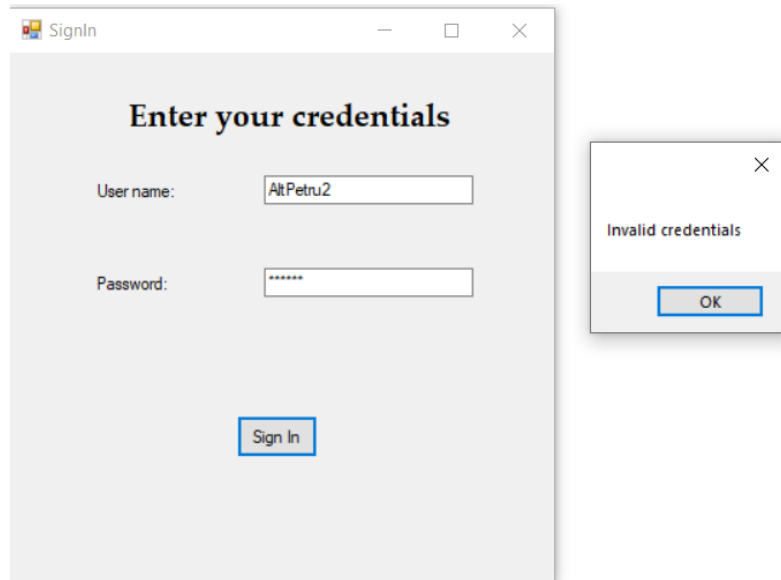 SignIn
Enter your credentials
User name: AltPetru2
Password: ******
Sign In
Invalid credentials
OK